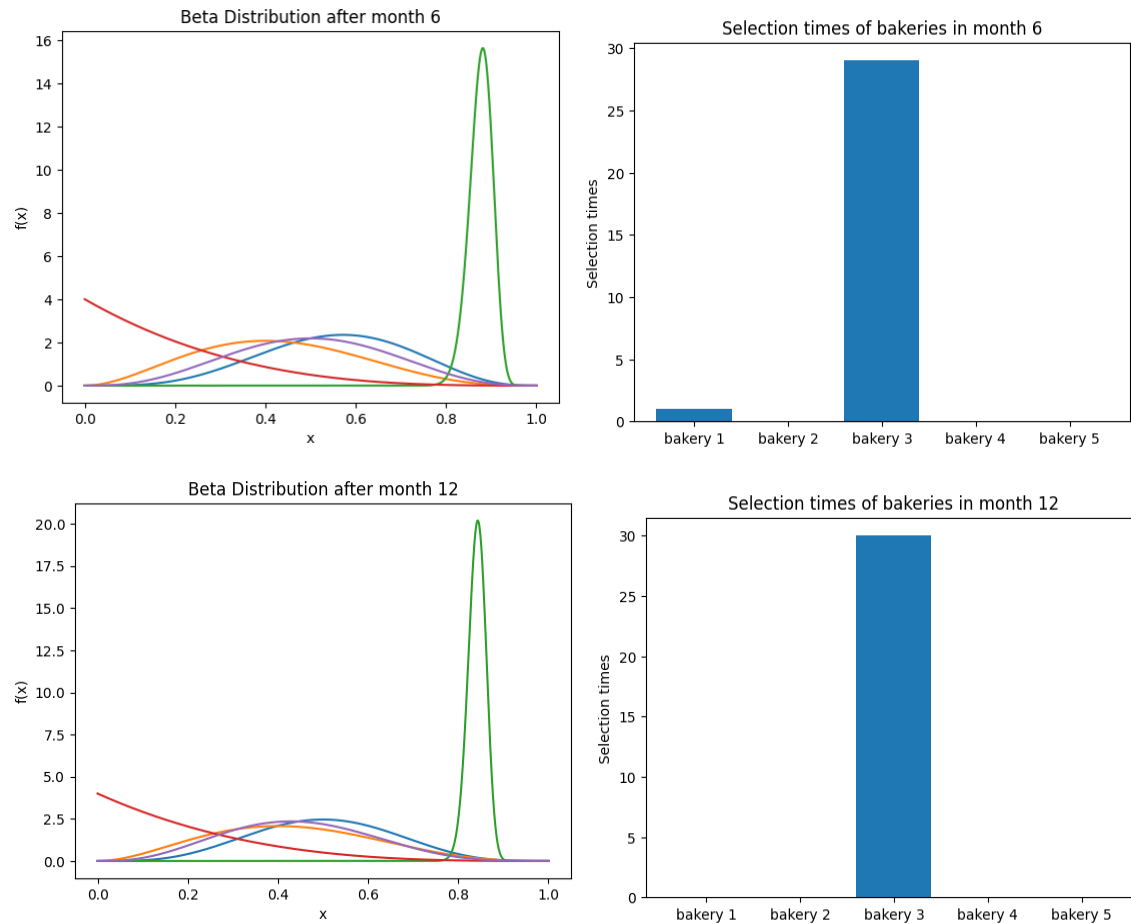 Beta Distribution after month 6
16
14
12
10
8
6
4
2
0
f(x)
0.0 0.2 0.4 0.6 0.8 1.0
x
Selection times of bakeries in month 6
30
25
20
15
10
5
0
Selection times
bakery 1 bakery 2 bakery 3 bakery 4 bakery 5
Beta Distribution after month 12
20.0
17.5
15.0
12.5
10.0
7.5
5.0
2.5
0.0
f(x)
0.0 0.2 0.4 0.6 0.8 1.0
x
Selection times of bakeries in month 12
30
25
20
15
10
5
0
Selection times
bakery 1 bakery 2 bakery 3 bakery 4 bakery 5